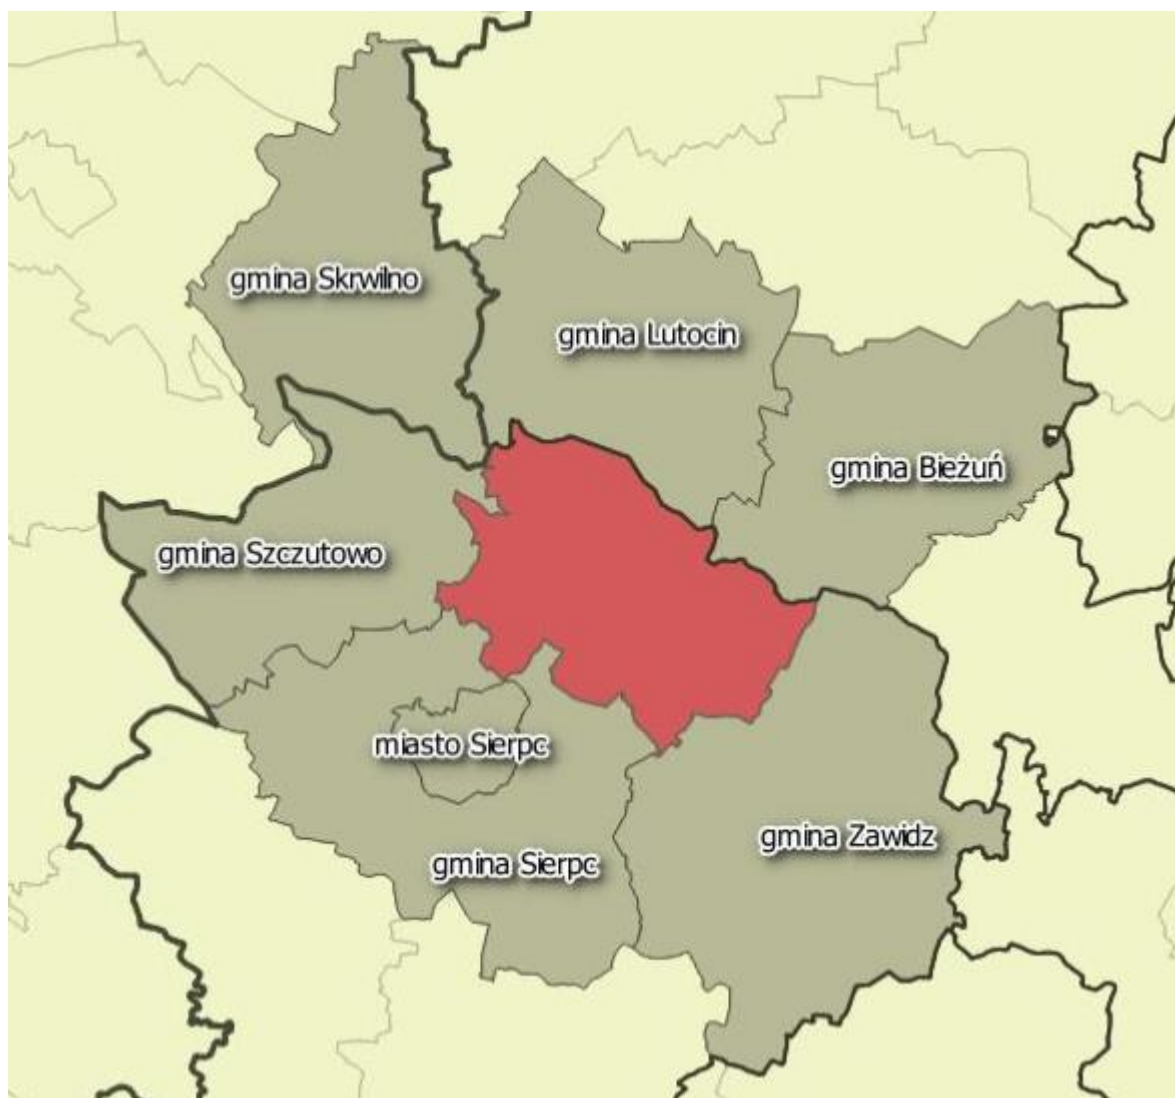 gmina Skrwilno
gmina Lutocin
gmina Bieżuń
gmina Szczutowo
miasto Sierpc
gmina Zawidz
gmina Sierpc